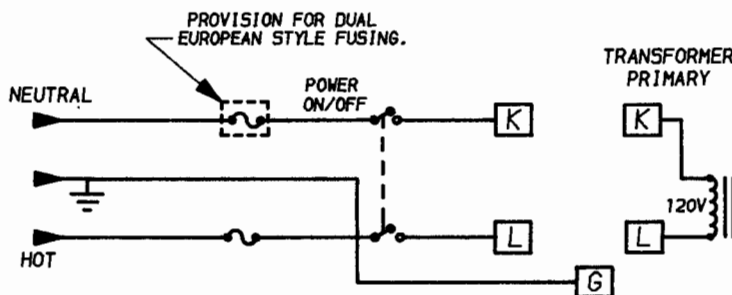 PROVISION FOR DUAL
EUROPEAN STYLE FUSING.
TRANSFORMER
PRIMARY
NEUTRAL
POWER
ON/OFF
K
K
120V
L
L
HOT
G